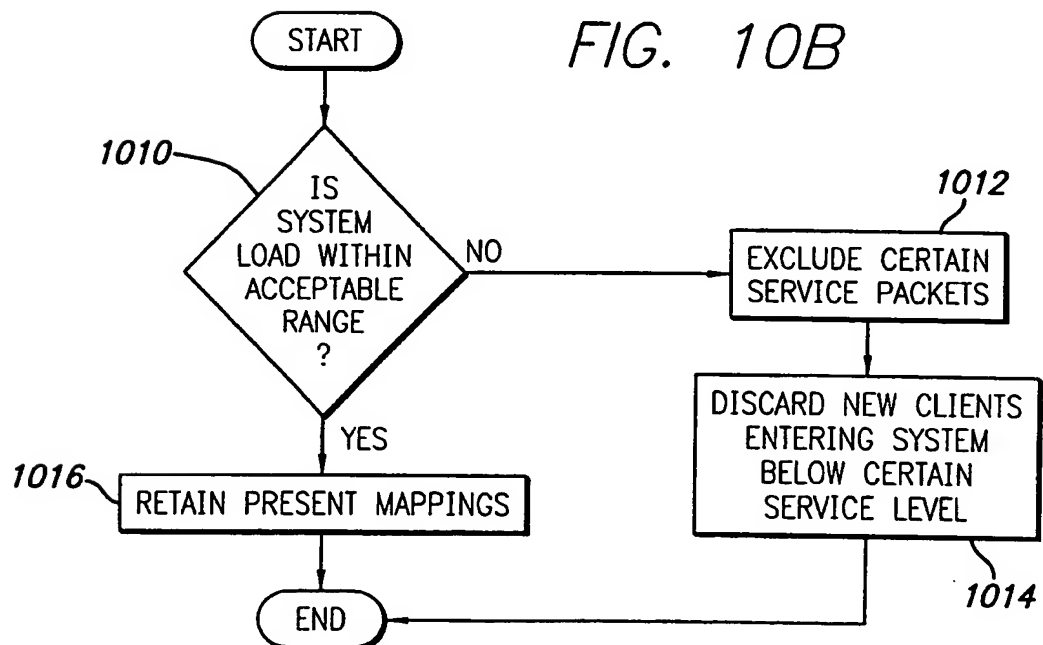 START
FIG. 10B
1010
IS
SYSTEM
LOAD WITHIN
ACCEPTABLE
RANGE
?
NO
1012
EXCLUDE CERTAIN
SERVICE PACKETS
DISCARD NEW CLIENTS
ENTERING SYSTEM
BELOW CERTAIN
SERVICE LEVEL
1014
YES
1016
RETAIN PRESENT MAPPINGS
END